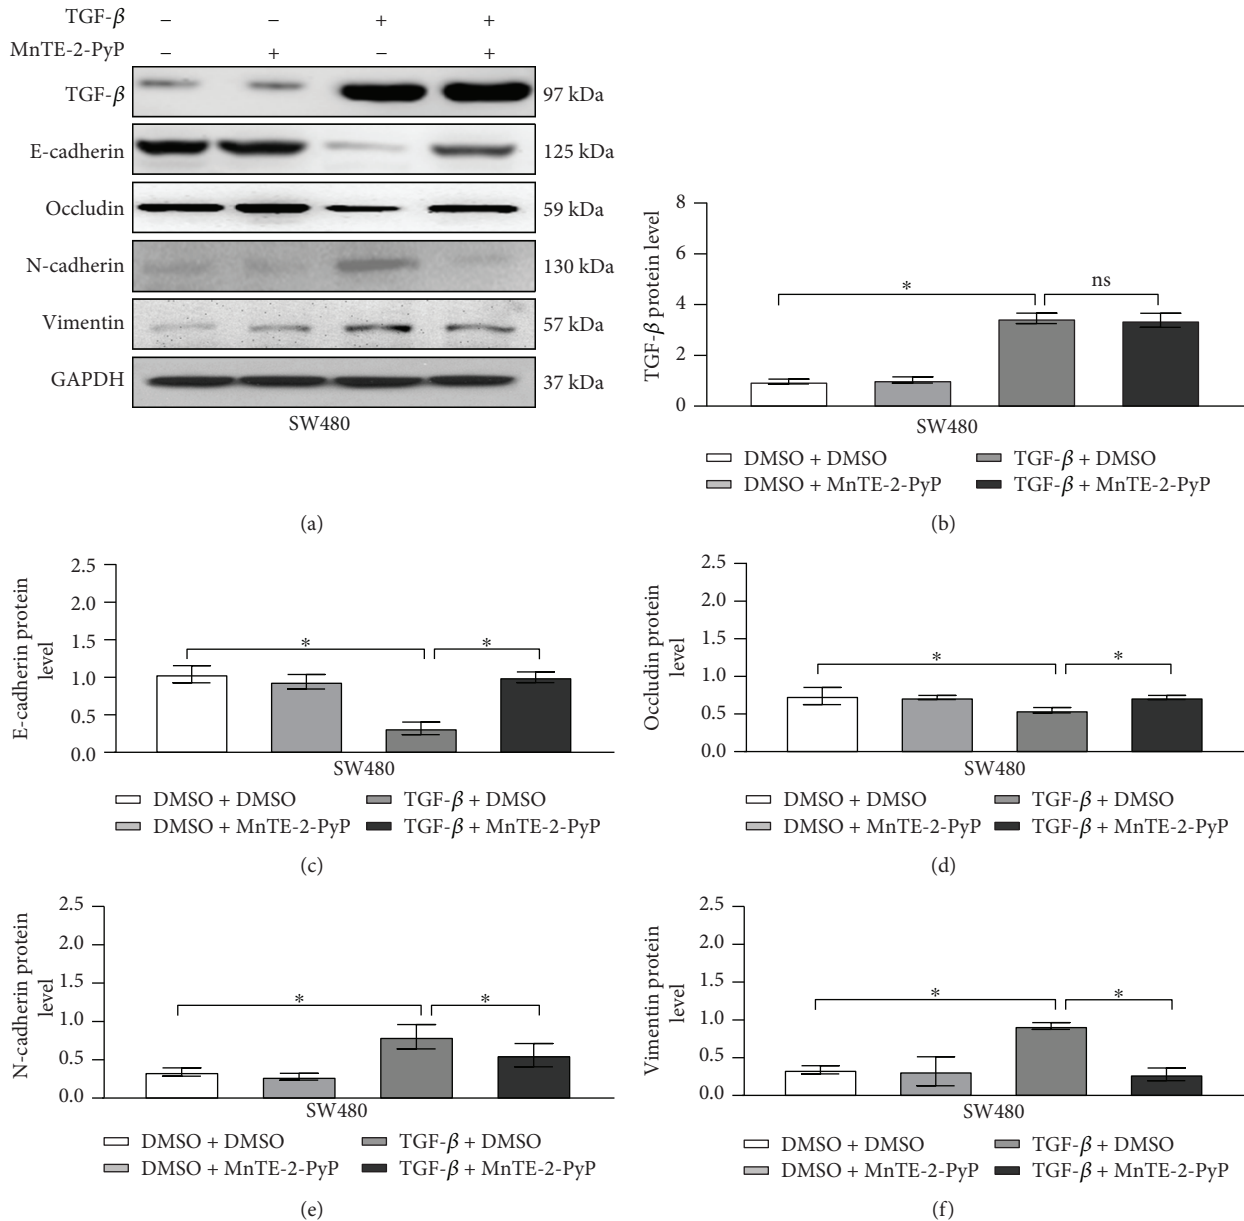 TGF-β − − + +
MnTE-2-PyP − + − +
TGF-β 97 kDa
E-cadherin 125 kDa
Occludin 59 kDa
N-cadherin 130 kDa
Vimentin 57 kDa
GAPDH 37 kDa
SW480
(a)
TGF-β protein level
8
6
4
2
0
*
ns
SW480
DMSO + DMSO
TGF-β + DMSO
DMSO + MnTE-2-PyP
TGF-β + MnTE-2-PyP
(b)
E-cadherin protein
level
2.5
2.0
1.5
1.0
0.5
0.0
*
*
SW480
DMSO + DMSO
TGF-β + DMSO
DMSO + MnTE-2-PyP
TGF-β + MnTE-2-PyP
(c)
Occludin protein
level
2.5
2.0
1.5
1.0
0.5
0.0
*
*
SW480
DMSO + DMSO
TGF-β + DMSO
DMSO + MnTE-2-PyP
TGF-β + MnTE-2-PyP
(d)
N-cadherin protein
level
2.5
2.0
1.5
1.0
0.5
0.0
*
*
SW480
DMSO + DMSO
TGF-β + DMSO
DMSO + MnTE-2-PyP
TGF-β + MnTE-2-PyP
(e)
Vimentin protein
level
2.5
2.0
1.5
1.0
0.5
0.0
*
*
SW480
DMSO + DMSO
TGF-β + DMSO
DMSO + MnTE-2-PyP
TGF-β + MnTE-2-PyP
(f)